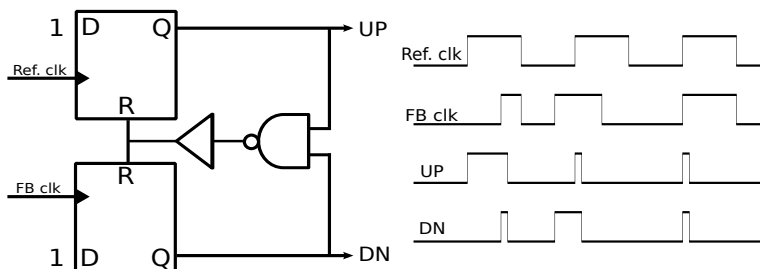 1 D Q UP
Ref. clk
R
R
FB clk
1 D Q DN
Ref. clk
FB clk
UP
DN